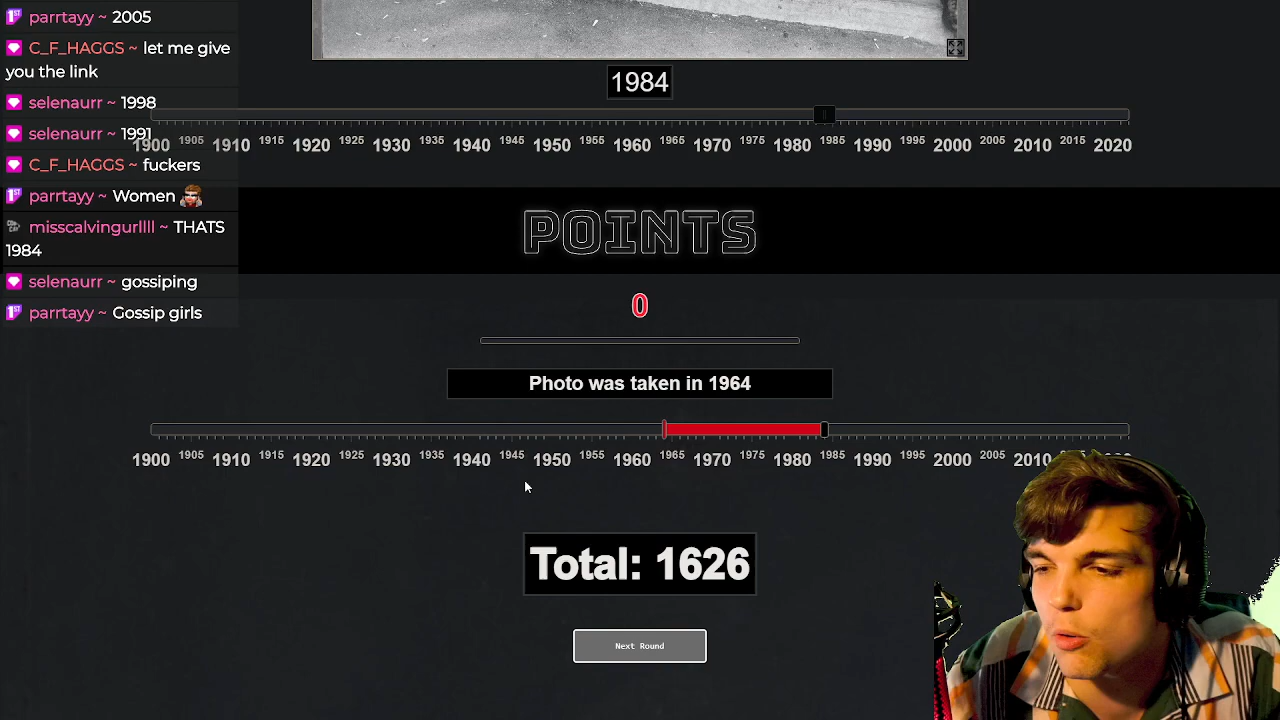 parrtayy ~ 2005
C_F_HAGGS ~ let me give
you the link
selenaurr ~ 1998
selenaurr ~ 1991
C_F_HAGGS ~ fuckers
parrtayy ~ Women
misscalvingurllll ~ THATS
1984
selenaurr ~ gossiping
parrtayy ~ Gossip girls
1984
1900 1905 1910 1915 1920 1925 1930 1935 1940 1945 1950 1955 1960 1965 1970 1975 1980 1985 1990 1995 2000 2005 2010 2015 2020
POINTS
0
Photo was taken in 1964
1900 1905 1910 1915 1920 1925 1930 1935 1940 1945 1950 1955 1960 1965 1970 1975 1980 1985 1990 1995 2000 2005 2010
Total: 1626
Next Round